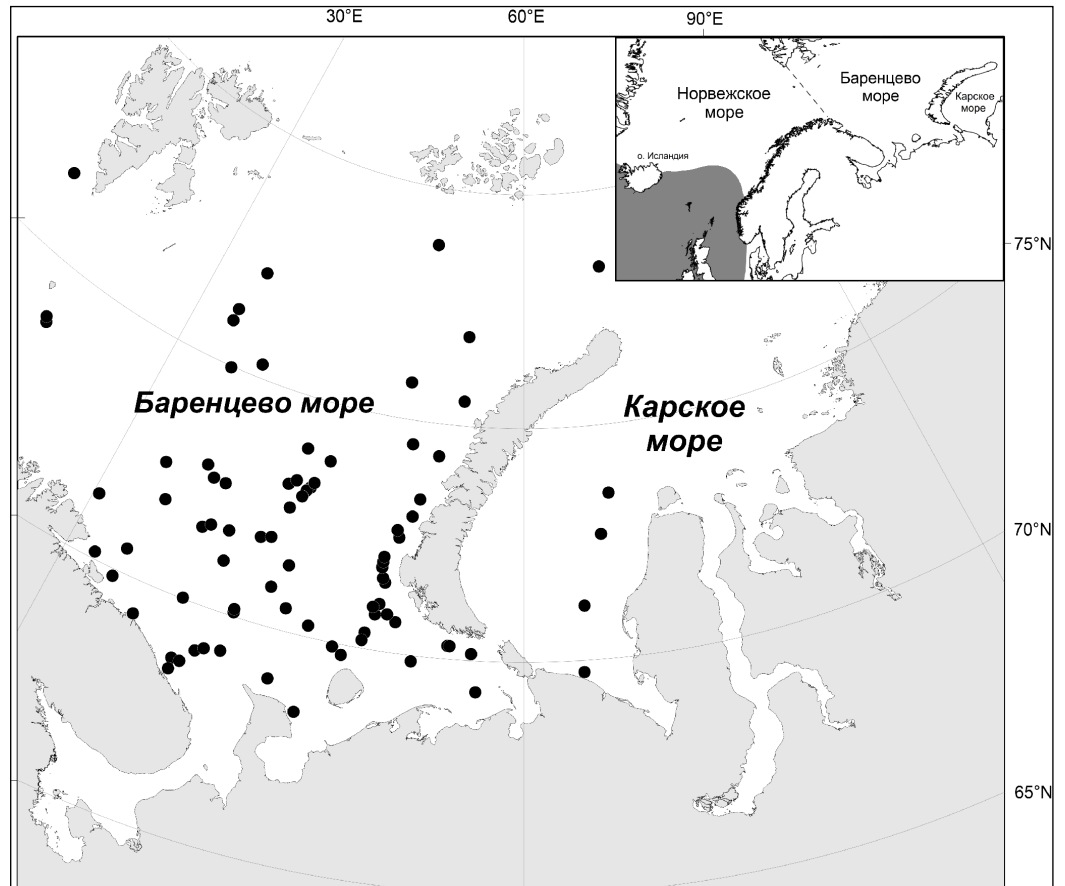 30°E 60°E 90°E
Норвежское
море
Баренцево
море
Карское
море
о. Исландия
75°N
Баренцево море
Карское
море
70°N
65°N